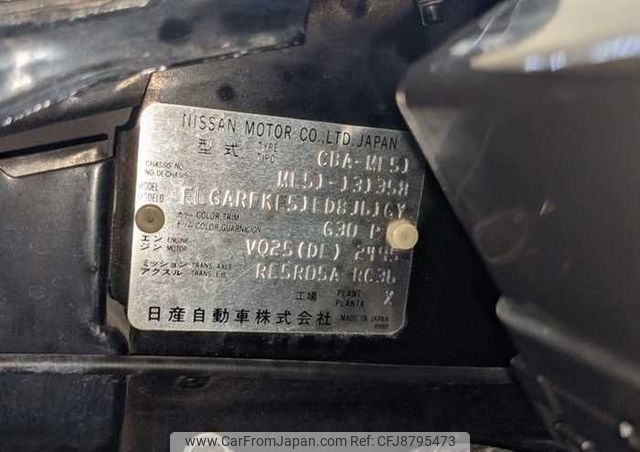 NISSAN MOTOR CO.,LTD. JAPAN
型式 TYPE TIPO CBA-ME51
CHASSIS NO. NO. DE CHASIS ME51-131358
MODEL MODELO
カラー COLOR, TRIM COLOR, GUARNICION G30 P
エンジン ENGINE MOTOR VQ25(DE) 2495
ミッション アクスル TRANS. AXLE TRANS. EJE RE5R05A RC36
工場 PLANT PLANTA X
日産自動車株式会社 MADE IN JAPAN
www.CarFromJapan.com © CFJ8795473